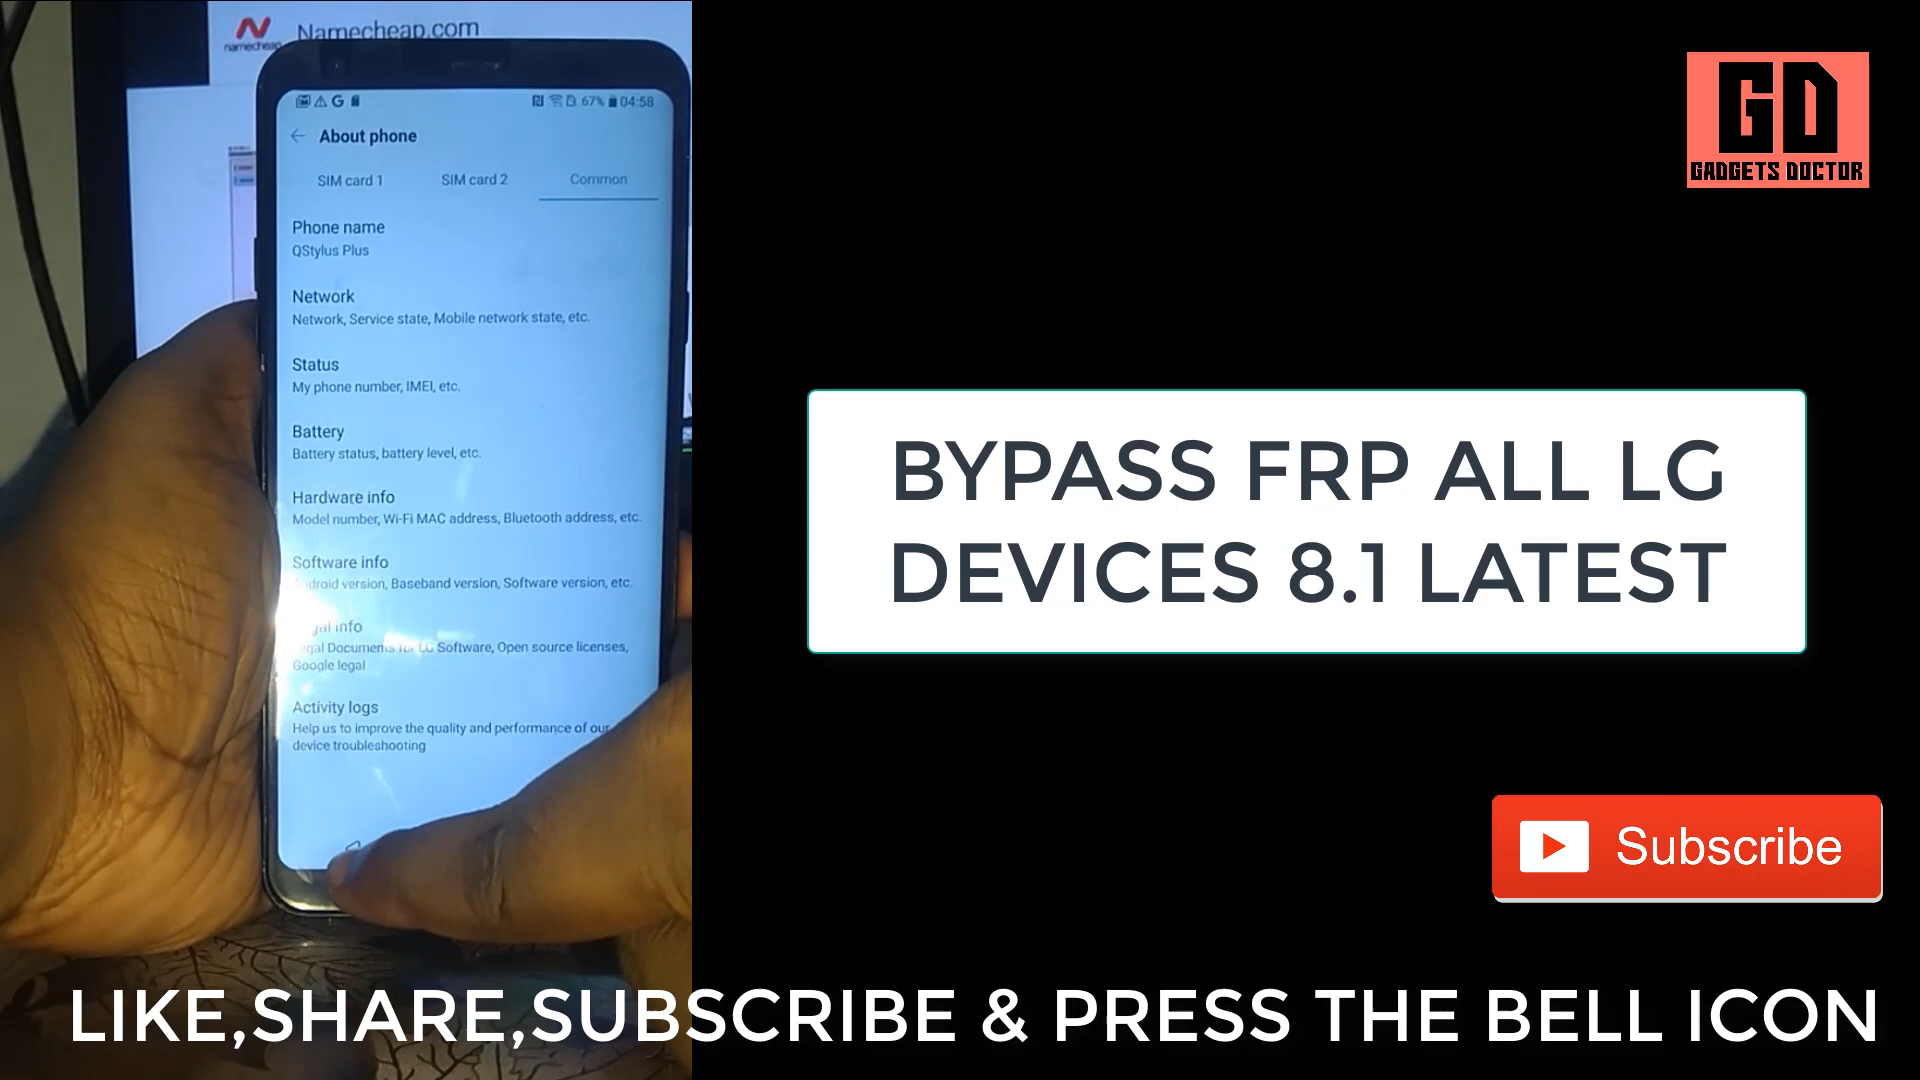 namecheap
Namecheap.com
67% 04:58
About phone
SIM card 1 SIM card 2 Common
Phone name
QStylus Plus
Network
Network, Service state, Mobile network state, etc.
Status
My phone number, IMEI, etc.
Battery
Battery status, battery level, etc.
Hardware info
Model number, Wi-Fi MAC address, Bluetooth address, etc.
Software info
Android version, Baseband version, Software version, etc.
Legal info
Legal Documents for LG Software, Open source licenses,
Google legal
Activity logs
Help us to improve the quality and performance of our
device troubleshooting
GD
GADGETS DOCTOR
BYPASS FRP ALL LG
DEVICES 8.1 LATEST
Subscribe
LIKE,SHARE,SUBSCRIBE & PRESS THE BELL ICON